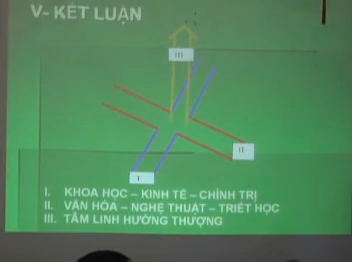 V- KẾT LUẬN
III
II
I
I. KHOA HỌC – KINH TẾ – CHÍNH TRỊ
II. VĂN HÓA – NGHỆ THUẬT – TRIẾT HỌC
III. TÂM LINH HƯỚNG THƯỢNG